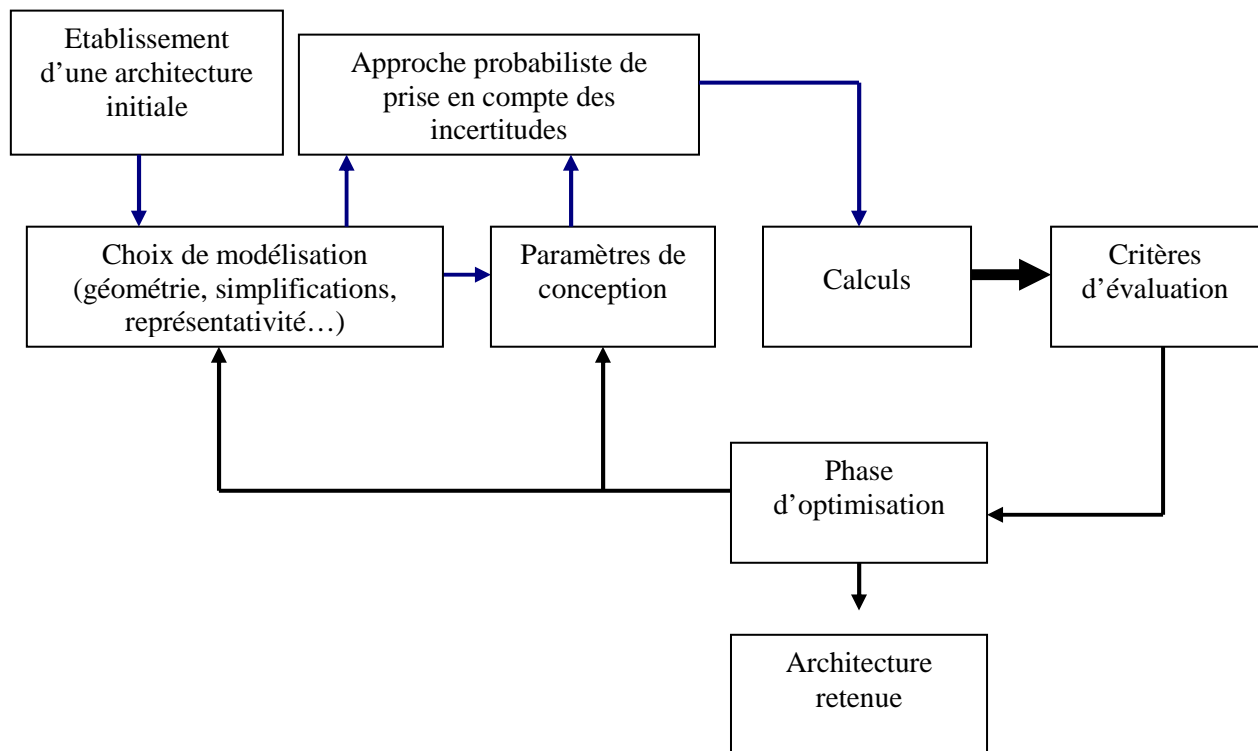 Etablissement
d’une architecture
initiale
Approche probabiliste de
prise en compte des
incertitudes
Choix de modélisation
(géométrie, simplifications,
représentativité…)
Paramètres de
conception
Calculs
Critères
d’évaluation
Phase
d’optimisation
Architecture
retenue